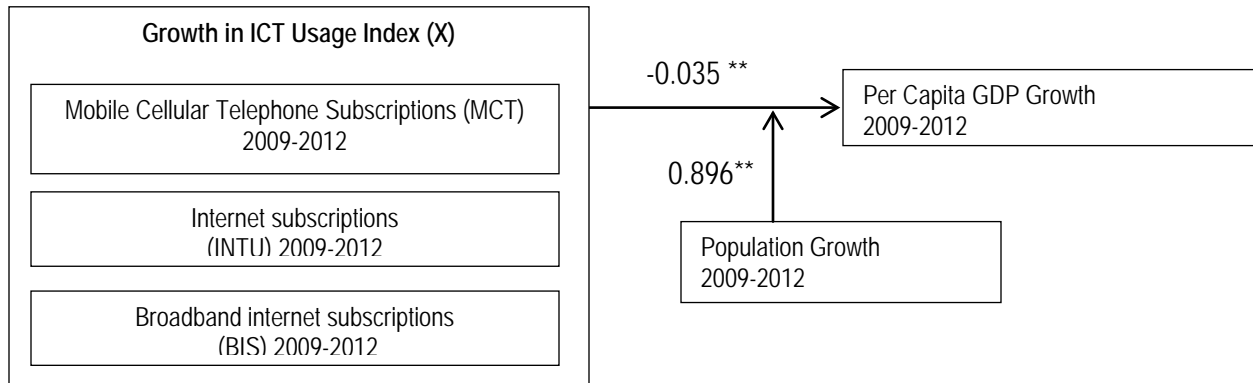 Growth in ICT Usage Index (X)
Mobile Cellular Telephone Subscriptions (MCT)
2009-2012
Internet subscriptions
(INTU) 2009-2012
Broadband internet subscriptions
(BIS) 2009-2012
-0.035 **
0.896**
Per Capita GDP Growth
2009-2012
Population Growth
2009-2012